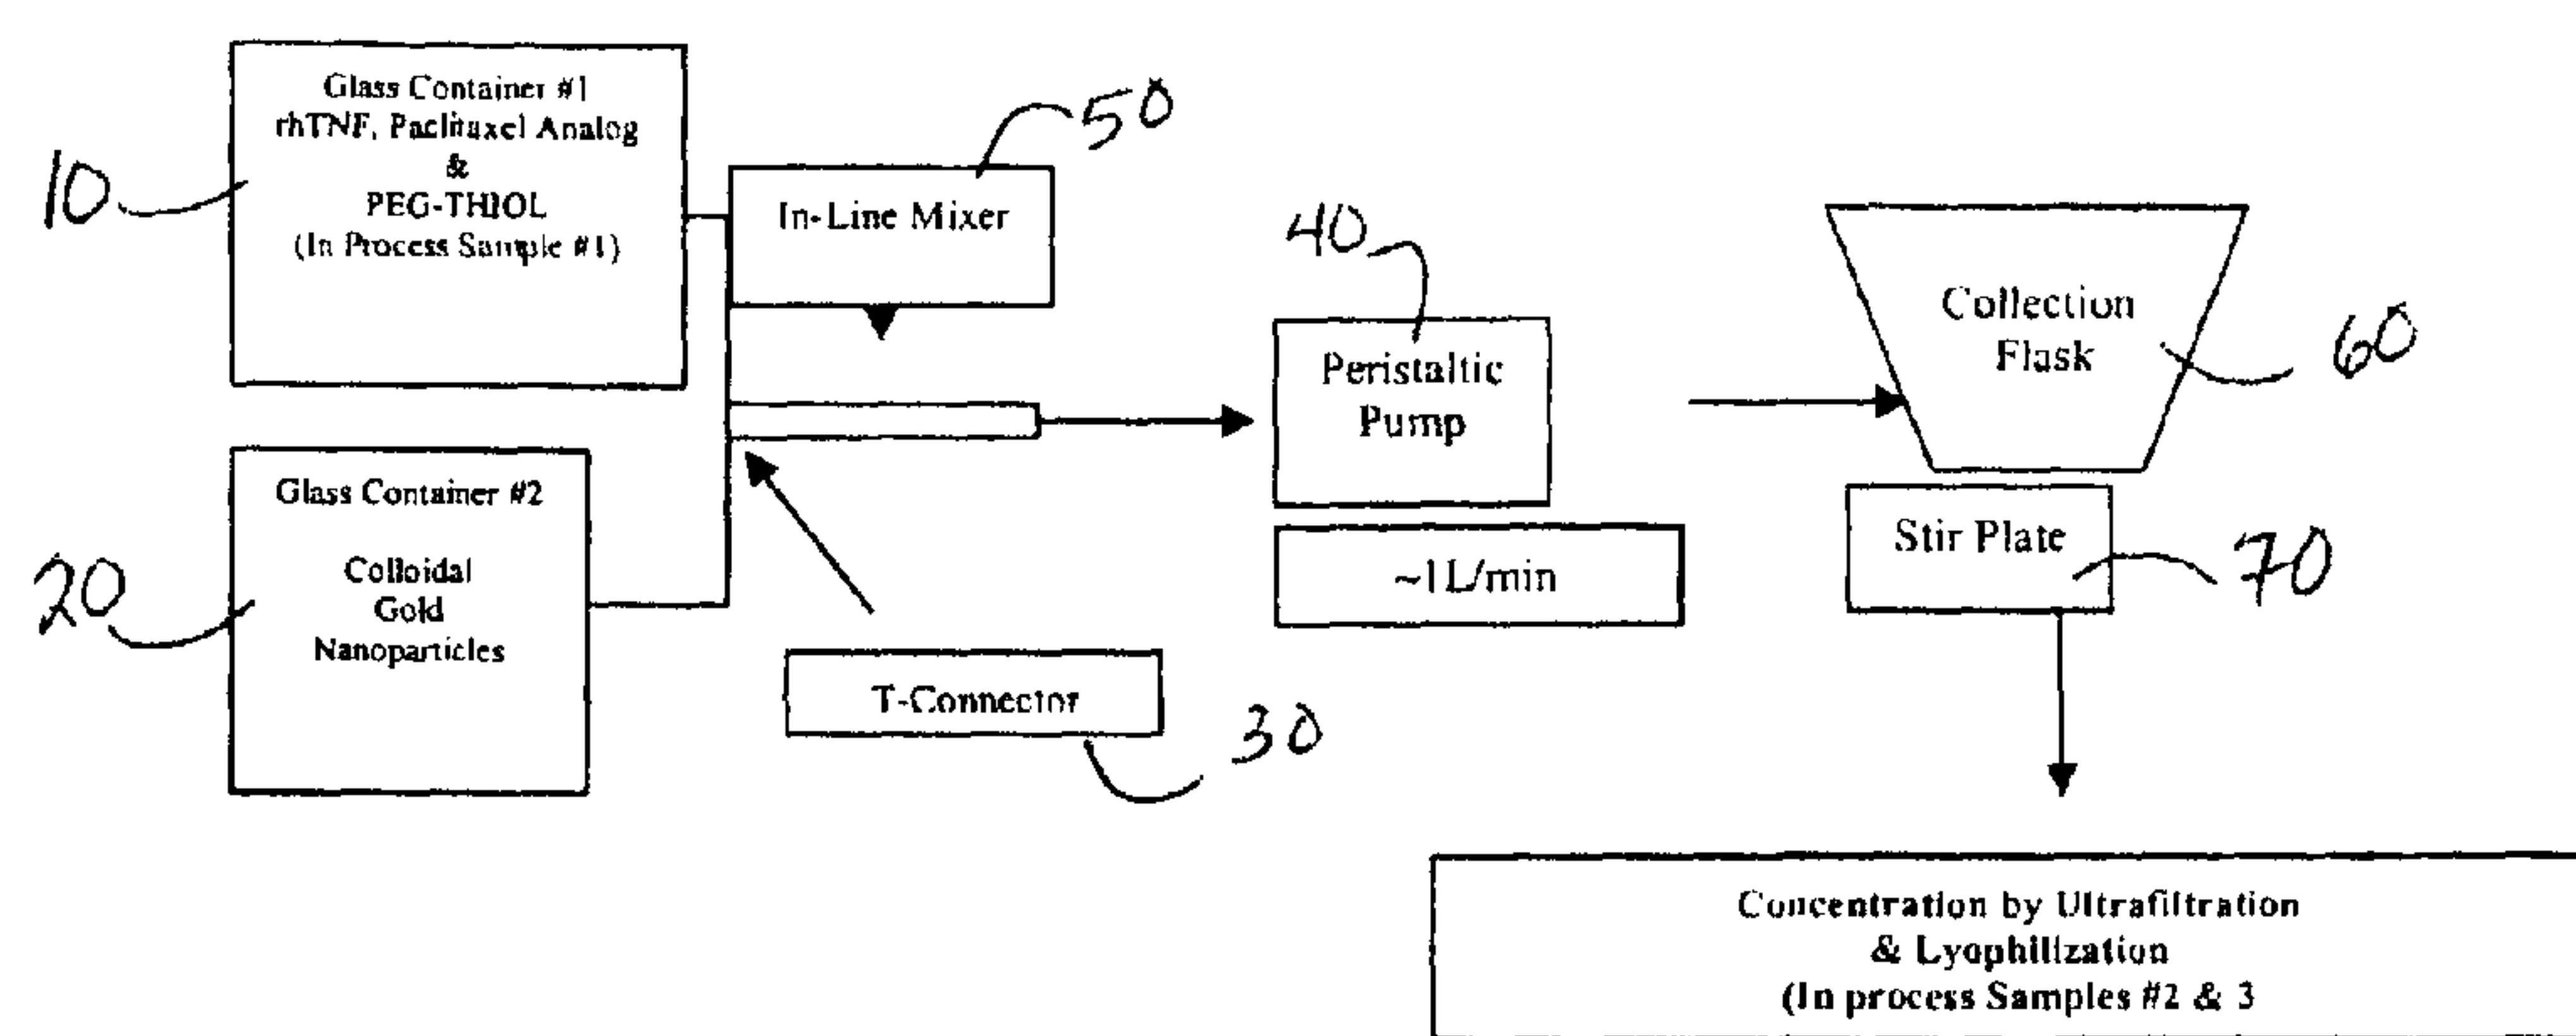 Glass Container #1
rhTNF, Paclitaxel Analog
&
PEG-THIOL
(In Process Sample #1)
10
In-Line Mixer
50
Glass Container #2
Colloidal
Gold
Nanoparticles
20
T-Connector
30
40
Peristaltic
Pump
~1L/min
Collection
Flask
60
Stir Plate
70
Concentration by Ultrafiltration
& Lyophilization
(In process Samples #2 & 3